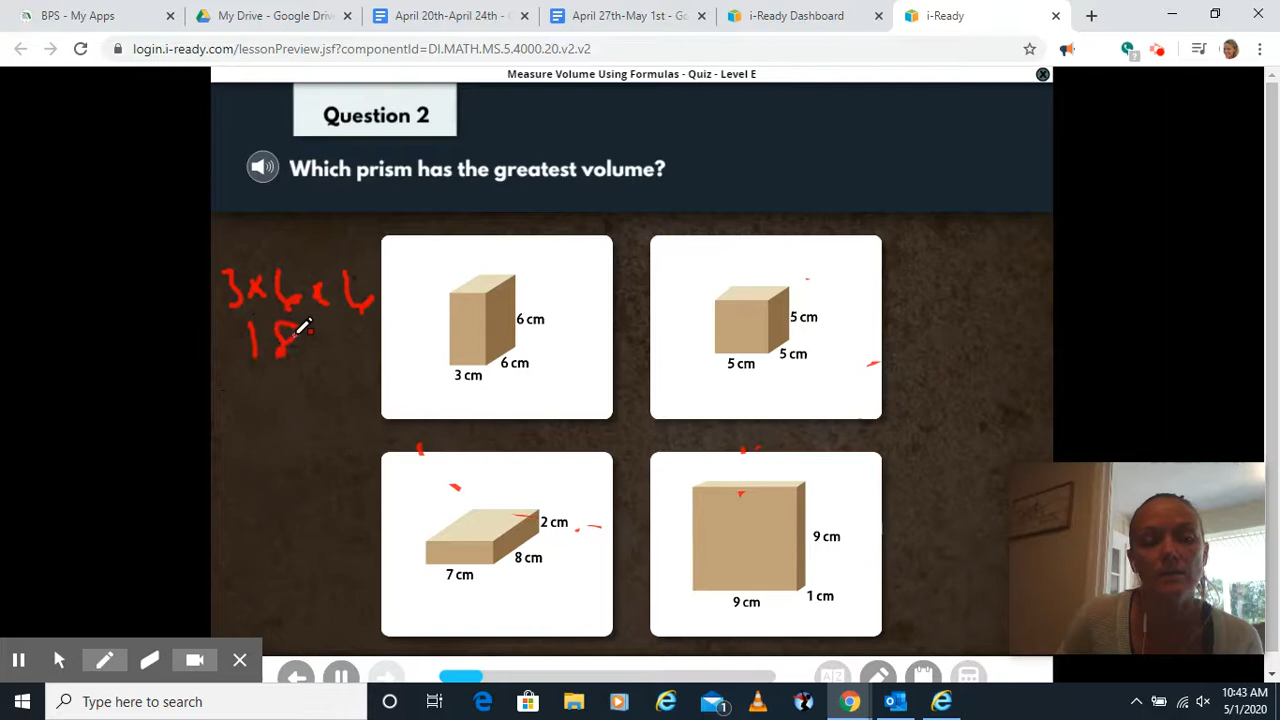 BPS - My Apps
My Drive - Google Driv
April 20th-April 24th - G
April 27th-May 1st - Go
i-Ready Dashboard
i-Ready
login.i-ready.com/lessonPreview.jsf?componentId=DI.MATH.MS.5.4000.20.v2.v2
Measure Volume Using Formulas - Quiz - Level E
Question 2
Which prism has the greatest volume?
3 x 6 x 6
18
6 cm
6 cm
3 cm
5 cm
5 cm
5 cm
2 cm
8 cm
7 cm
9 cm
1 cm
9 cm
A Z
Type here to search
1
10:43 AM
5/1/2020